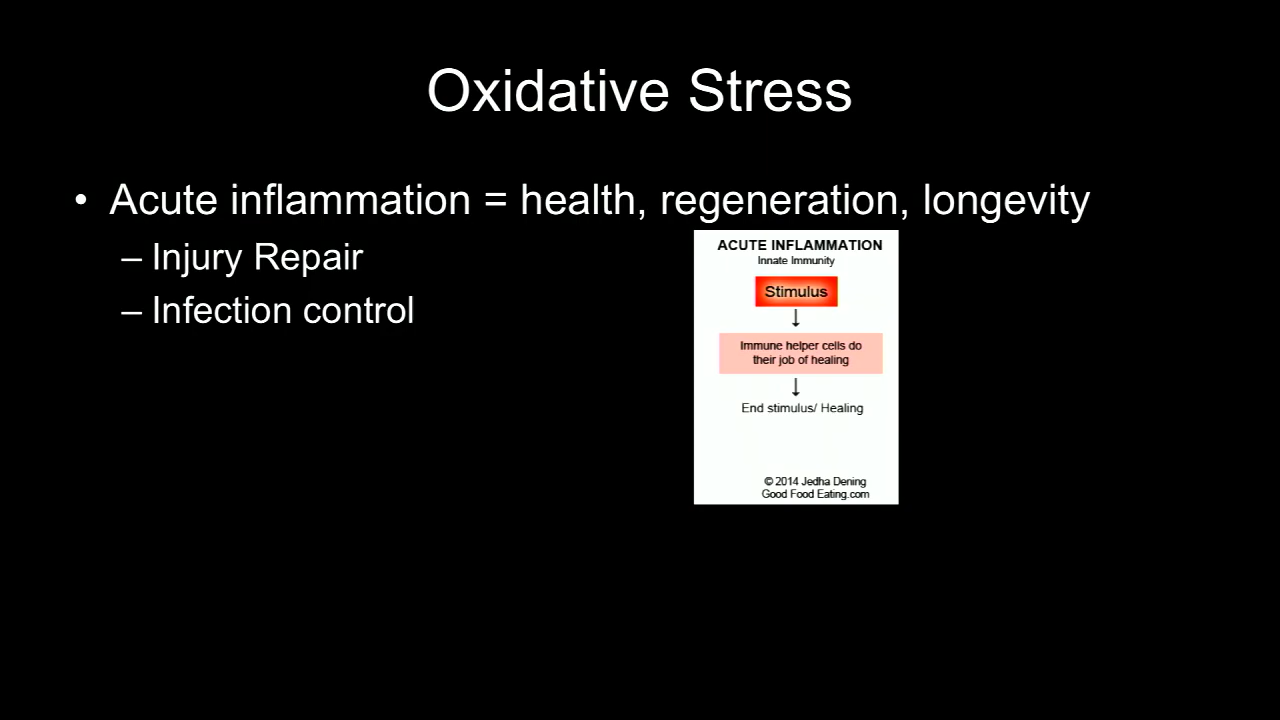 Oxidative Stress
• Acute inflammation = health, regeneration, longevity
– Injury Repair
– Infection control
ACUTE INFLAMMATION
Innate Immunity
Stimulus
Immune helper cells do
their job of healing
End stimulus/ Healing
© 2014 Jedha Dening
Good Food Eating.com